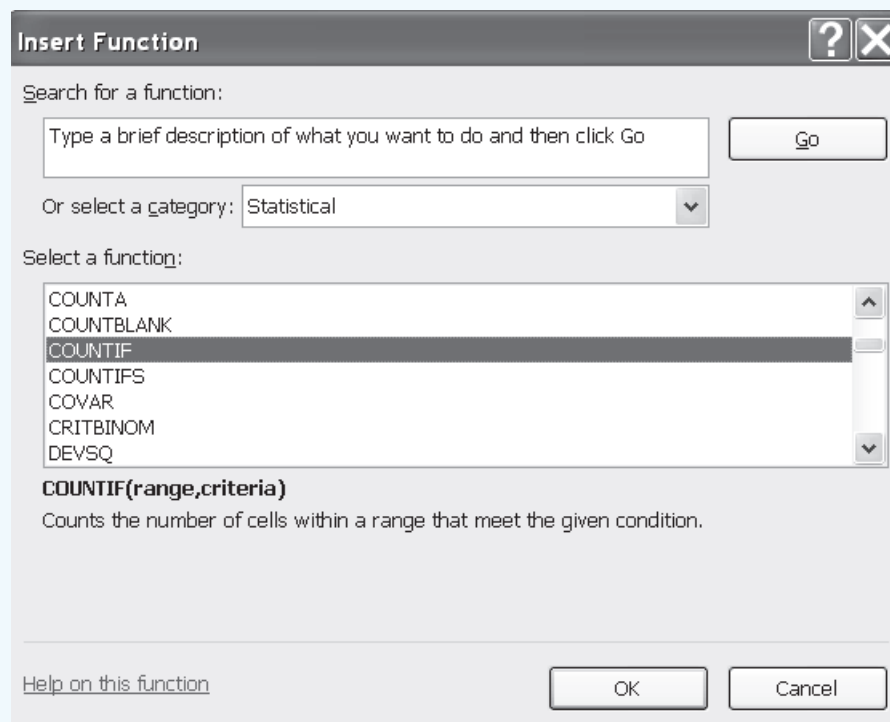 Insert Function
Search for a function:
Type a brief description of what you want to do and then click Go
Go
Or select a category: Statistical
Select a function:
COUNTA
COUNTBLANK
COUNTIF
COUNTIFS
COVAR
CRITBINOM
DEVSQ
COUNTIF(range,criteria)
Counts the number of cells within a range that meet the given condition.
Help on this function
OK
Cancel